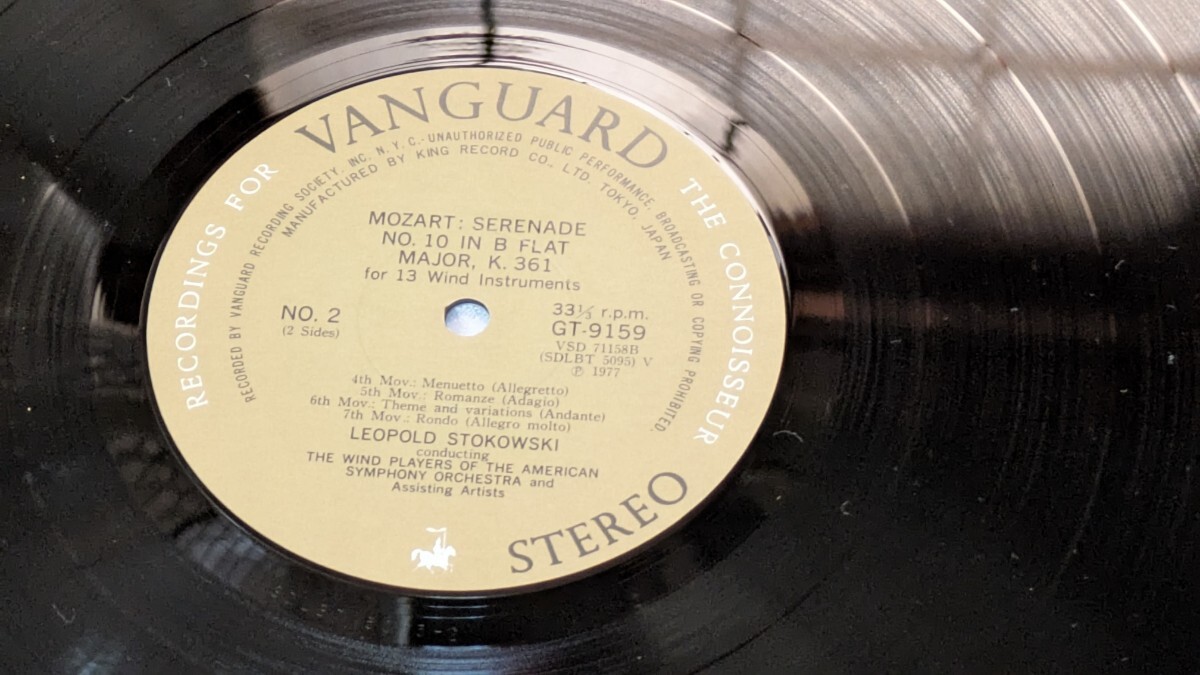 RECORDINGS FOR VANGUARD THE CONNOISSEUR
RECORDED BY VANGUARD RECORDING SOCIETY, INC. N.Y.C.-UNAUTHORIZED PUBLIC PERFORMANCE, BROADCASTING OR COPYING PROHIBITED.
MANUFACTURED BY KING RECORD CO., LTD. TOKYO, JAPAN
MOZART: SERENADE
NO. 10 IN B FLAT
MAJOR, K. 361
for 13 Wind Instruments
NO. 2
(2 Sides)
33⅓ r.p.m.
GT-9159
VSD 71158B
(SDLBT 5095) V
Ⓟ 1977
4th Mov.: Menuetto (Allegretto)
5th Mov.: Romanze (Adagio)
6th Mov.: Theme and variations (Andante)
7th Mov.: Rondo (Allegro molto)
LEOPOLD STOKOWSKI
conducting
THE WIND PLAYERS OF THE AMERICAN
SYMPHONY ORCHESTRA and
Assisting Artists
STEREO